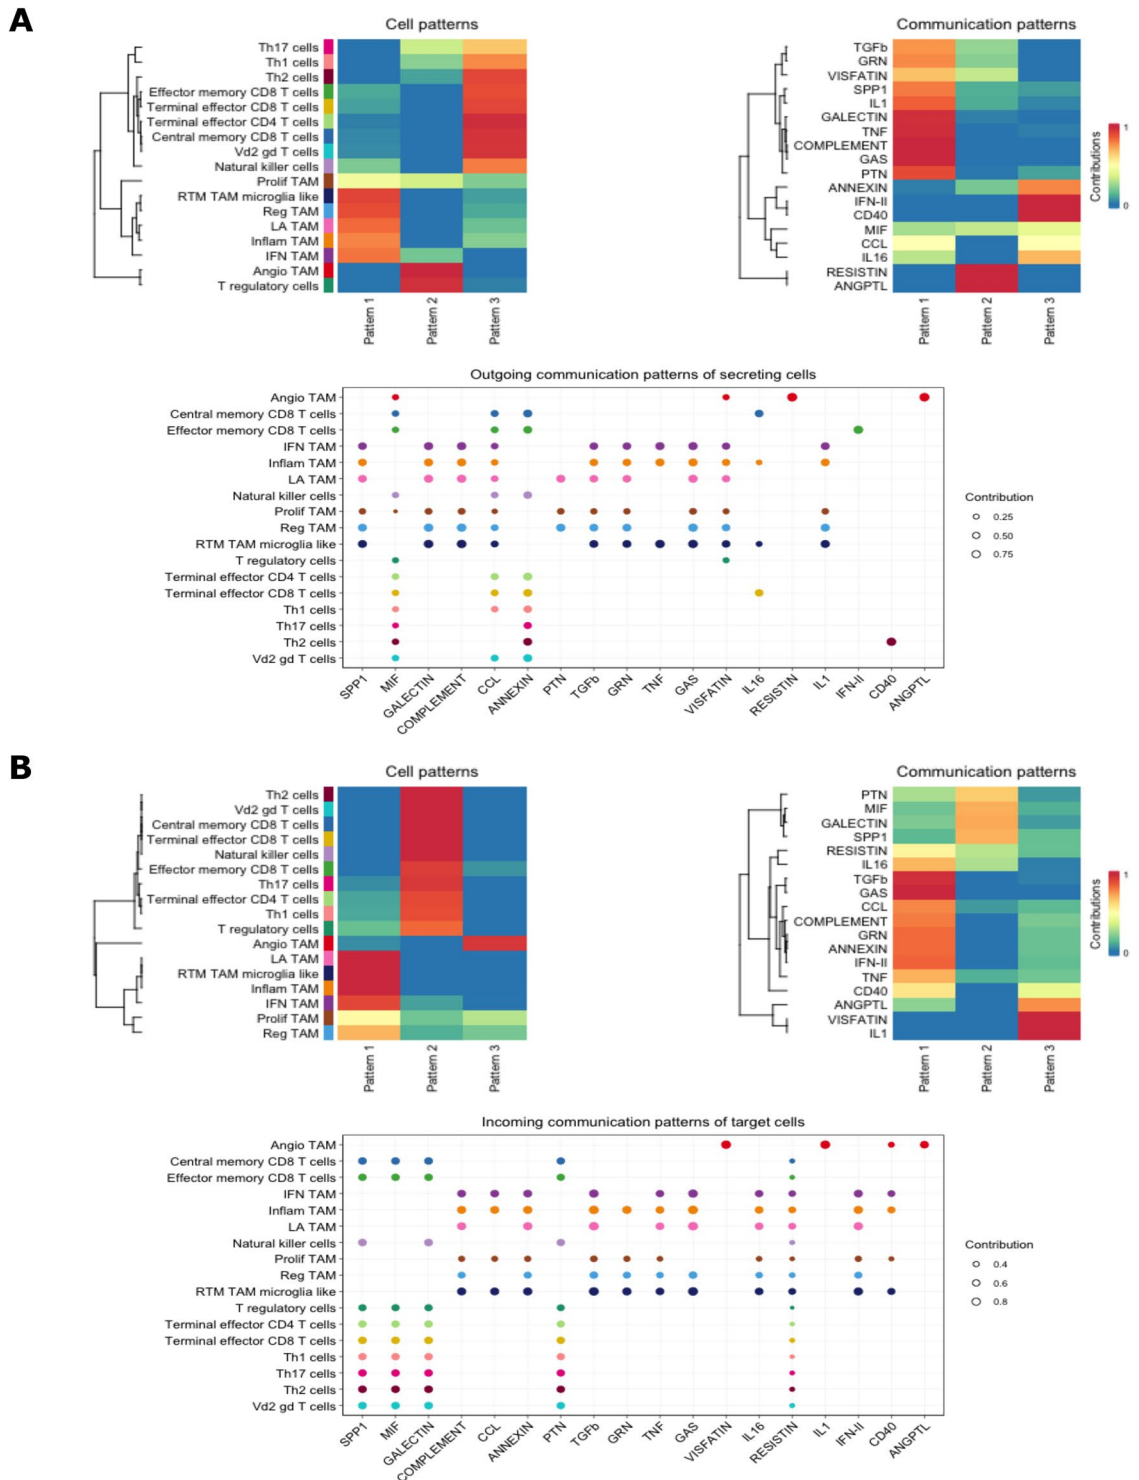 A
Cell patterns
Th17 cells
Th1 cells
Th2 cells
Effector memory CD8 T cells
Terminal effector CD8 T cells
Terminal effector CD4 T cells
Central memory CD8 T cells
Vd2 gd T cells
Natural killer cells
Prolif TAM
RTM TAM microglia like
Reg TAM
LA TAM
Inflam TAM
IFN TAM
Angio TAM
T regulatory cells
Pattern 1
Pattern 2
Pattern 3
Communication patterns
TGFb
GRN
VISFATIN
SPP1
IL1
GALECTIN
TNF
COMPLEMENT
GAS
PTN
ANNEXIN
IFN-II
CD40
MIF
CCL
IL16
RESISTIN
ANGPTL
Pattern 1
Pattern 2
Pattern 3
Contributions
1
0
Outgoing communication patterns of secreting cells
Angio TAM
Central memory CD8 T cells
Effector memory CD8 T cells
IFN TAM
Inflam TAM
LA TAM
Natural killer cells
Prolif TAM
Reg TAM
RTM TAM microglia like
T regulatory cells
Terminal effector CD4 T cells
Terminal effector CD8 T cells
Th1 cells
Th17 cells
Th2 cells
Vd2 gd T cells
SPP1
MIF
GALECTIN
COMPLEMENT
CCL
ANNEXIN
PTN
TGFb
GRN
TNF
GAS
VISFATIN
IL16
RESISTIN
IL1
IFN-II
CD40
ANGPTL
Contribution
0.25
0.50
0.75
B
Cell patterns
Th2 cells
Vd2 gd T cells
Central memory CD8 T cells
Terminal effector CD8 T cells
Natural killer cells
Effector memory CD8 T cells
Th17 cells
Terminal effector CD4 T cells
Th1 cells
T regulatory cells
Angio TAM
LA TAM
RTM TAM microglia like
Inflam TAM
IFN TAM
Prolif TAM
Reg TAM
Pattern 1
Pattern 2
Pattern 3
Communication patterns
PTN
MIF
GALECTIN
SPP1
RESISTIN
IL16
TGFb
GAS
CCL
COMPLEMENT
GRN
ANNEXIN
IFN-II
TNF
CD40
ANGPTL
VISFATIN
IL1
Pattern 1
Pattern 2
Pattern 3
Contributions
1
0
Incoming communication patterns of target cells
Angio TAM
Central memory CD8 T cells
Effector memory CD8 T cells
IFN TAM
Inflam TAM
LA TAM
Natural killer cells
Prolif TAM
Reg TAM
RTM TAM microglia like
T regulatory cells
Terminal effector CD4 T cells
Terminal effector CD8 T cells
Th1 cells
Th17 cells
Th2 cells
Vd2 gd T cells
SPP1
MIF
GALECTIN
COMPLEMENT
CCL
ANNEXIN
PTN
TGFb
GRN
TNF
GAS
VISFATIN
IL16
RESISTIN
IL1
IFN-II
CD40
ANGPTL
Contribution
0.4
0.6
0.8